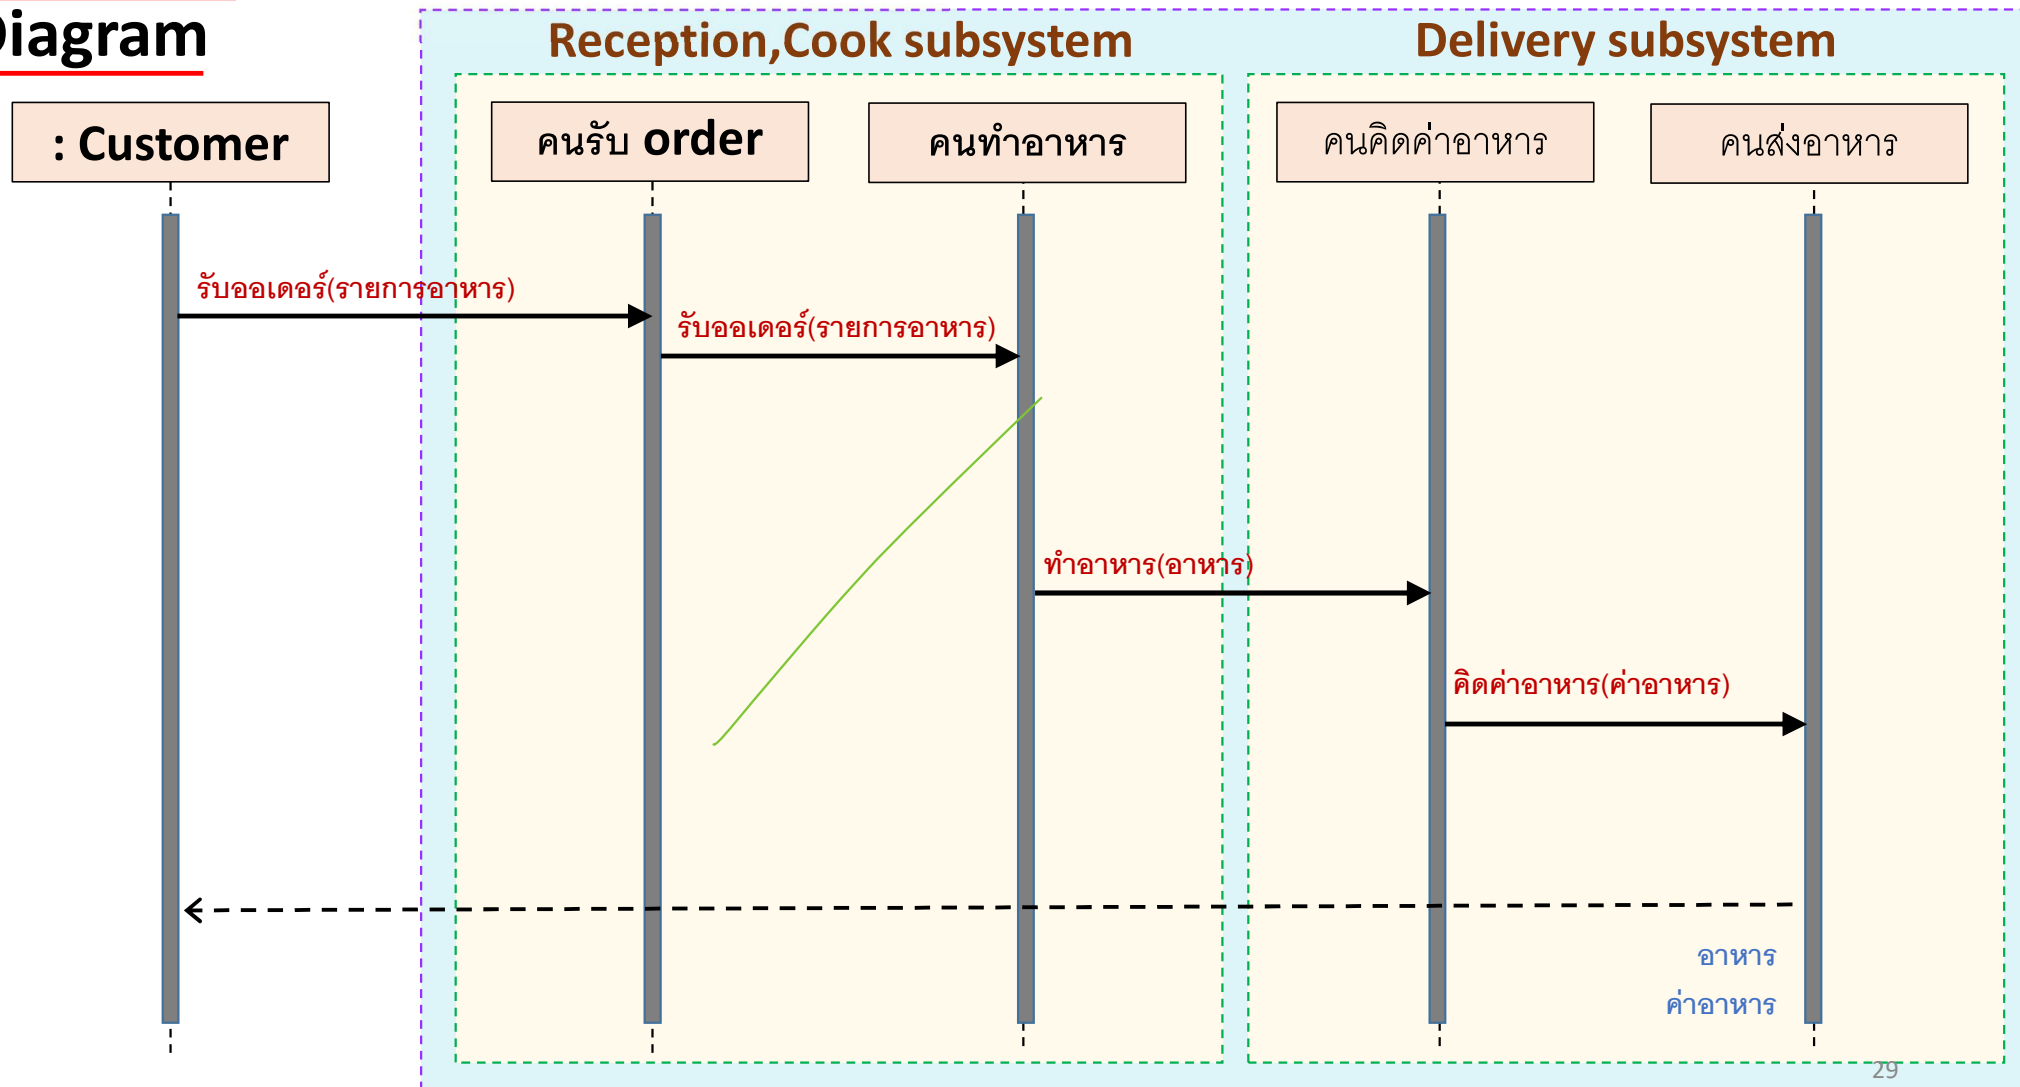 Diagram
Reception,Cook subsystem
Delivery subsystem
: Customer
คนรับ order
คนทำอาหาร
คนคิดค่าอาหาร
คนส่งอาหาร
รับออเดอร์(รายการอาหาร)
รับออเดอร์(รายการอาหาร)
ทำอาหาร(อาหาร)
คิดค่าอาหาร(ค่าอาหาร)
อาหาร
ค่าอาหาร
29